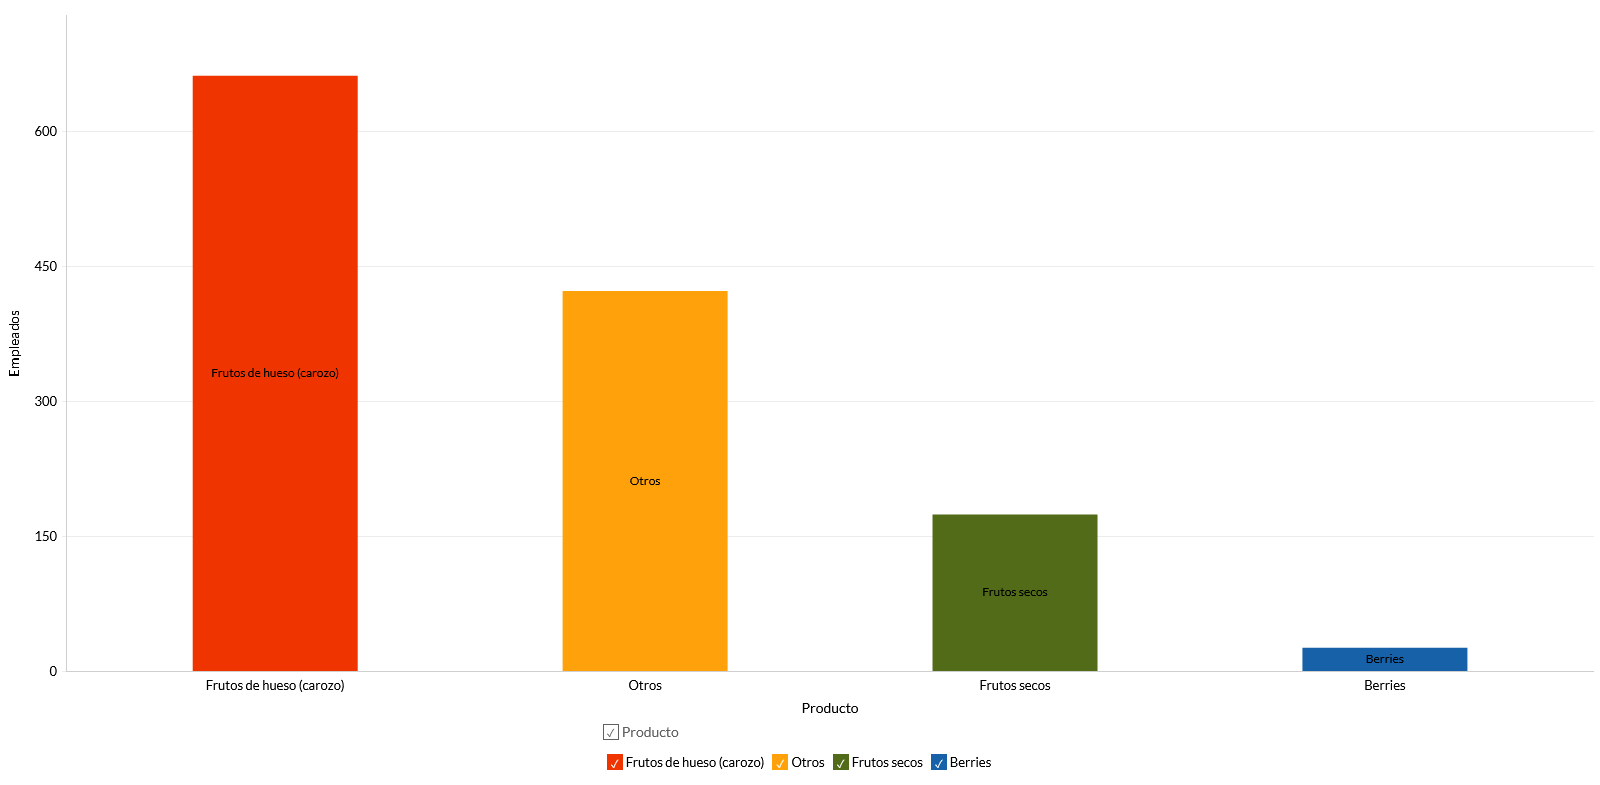 600
450
300
150
0
Empleados
Frutos de hueso (carozo)
Otros
Frutos secos
Berries
Frutos de hueso (carozo) Otros Frutos secos Berries
Producto
Producto
Frutos de hueso (carozo) Otros Frutos secos Berries